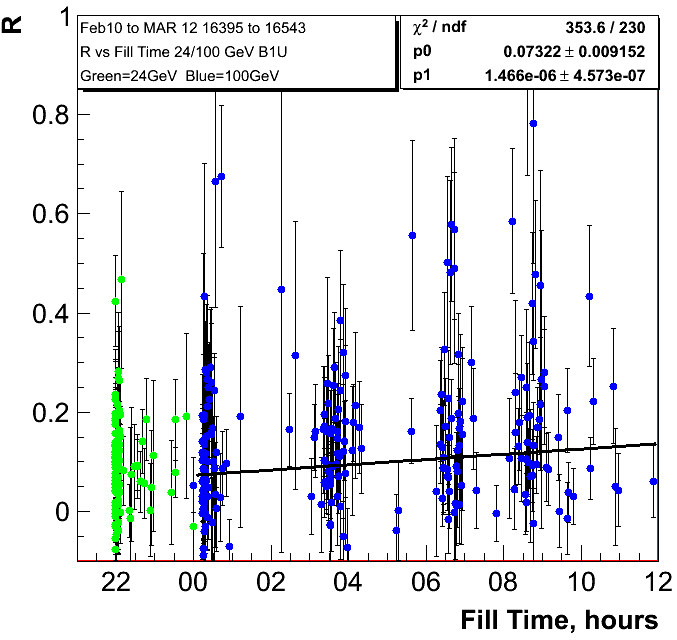 R
1
Feb10 to MAR 12 16395 to 16543
R vs Fill Time 24/100 GeV B1U
Green=24GeV Blue=100GeV
χ² / ndf 353.6 / 230
p0 0.07322 ± 0.009152
p1 1.466e-06 ± 4.573e-07
0.8
0.6
0.4
0.2
0
22 00 02 04 06 08 10 12
Fill Time, hours